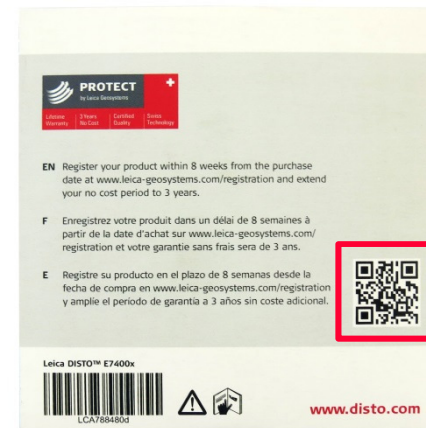 PROTECT
by Leica Geosystems
Lifetime Warranty
3 Years No Cost
Certified Quality
Swiss Technology
EN Register your product within 8 weeks from the purchase
date at www.leica-geosystems.com/registration and extend
your no cost period to 3 years.
F Enregistrez votre produit dans un délai de 8 semaines à
partir de la date d'achat sur www.leica-geosystems.com/
registration et votre garantie sans frais sera de 3 ans.
E Registre su producto en el plazo de 8 semanas desde la
fecha de compra en www.leica-geosystems.com/registration
y amplíe el período de garantía a 3 años sin coste adicional.
Leica DISTO™ E7400x
LCA788480d
www.disto.com